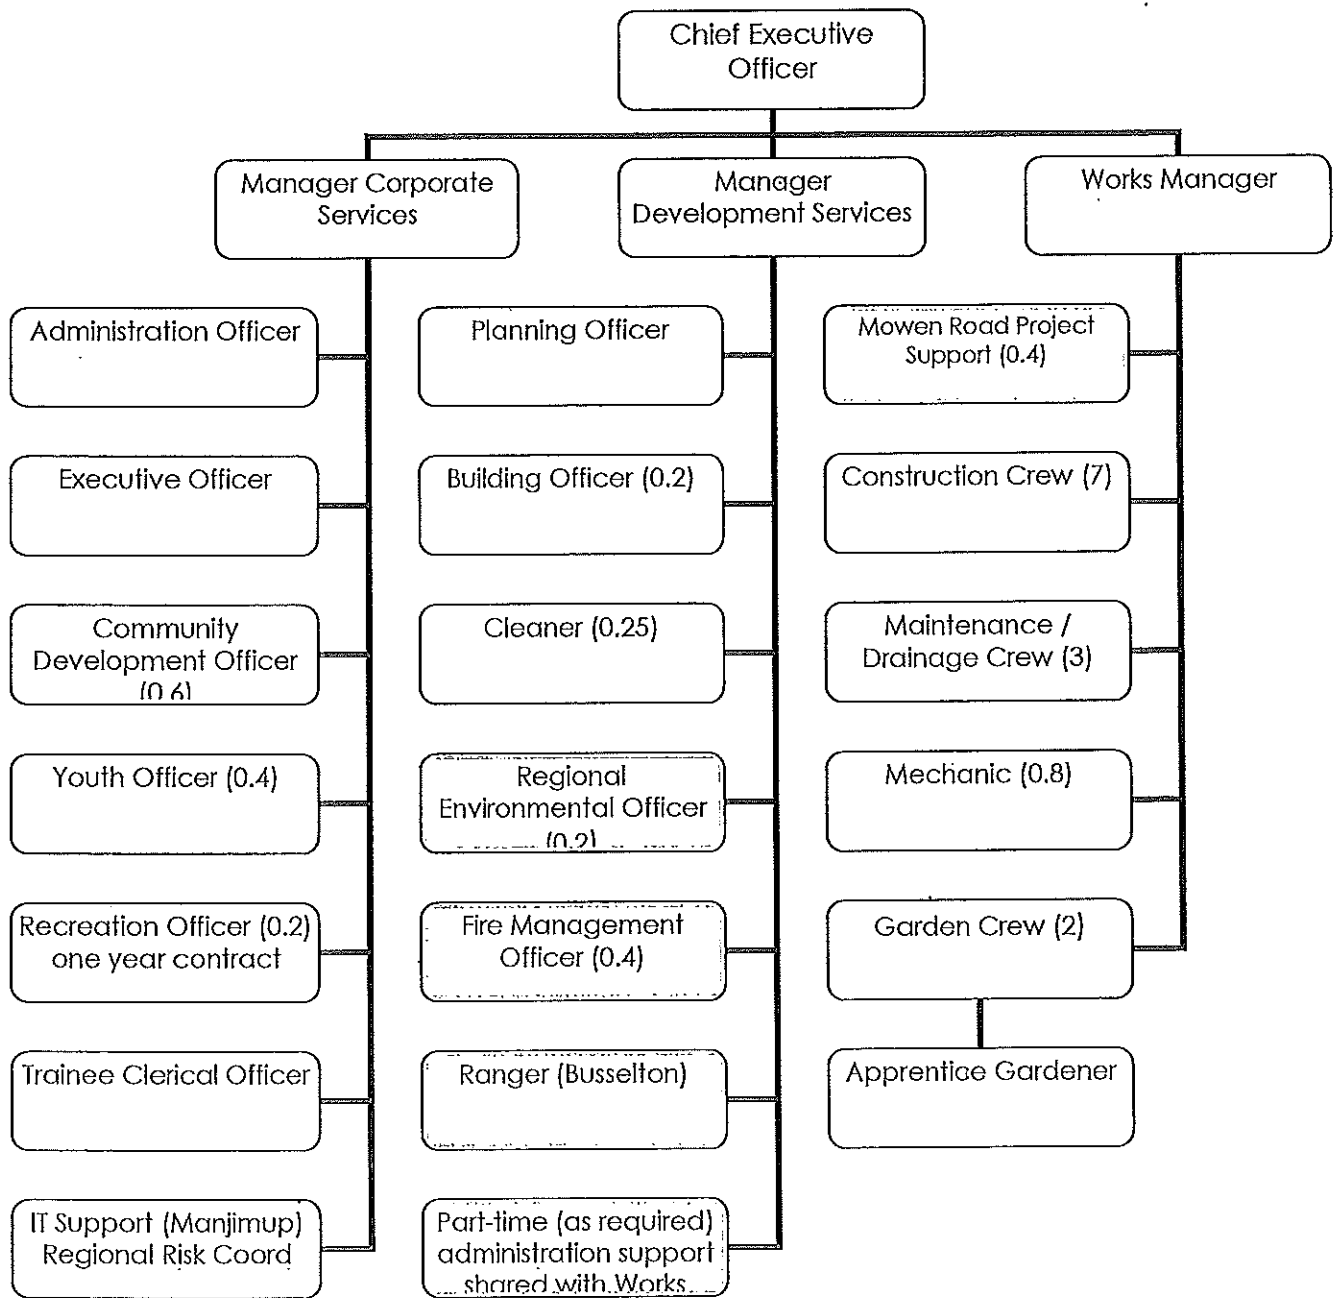 Chief Executive
Officer
Manager Corporate
Services
Manager
Development Services
Works Manager
Administration Officer
Planning Officer
Mowen Road Project
Support (0.4)
Executive Officer
Building Officer (0.2)
Construction Crew (7)
Community
Development Officer
(0.6)
Cleaner (0.25)
Maintenance /
Drainage Crew (3)
Youth Officer (0.4)
Regional
Environmental Officer
(0.2)
Mechanic (0.8)
Recreation Officer (0.2)
one year contract
Fire Management
Officer (0.4)
Garden Crew (2)
Trainee Clerical Officer
Ranger (Busselton)
Apprentice Gardener
IT Support (Manjimup)
Regional Risk Coord
Part-time (as required)
administration support
shared with Works